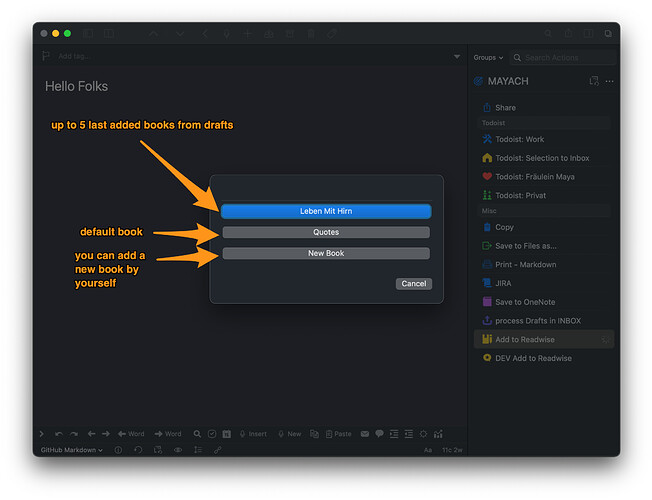 Add tag...
Groups
Search Actions
Hello Folks
MAYACH
Share
Todoist
Todoist: Work
Todoist: Selection to Inbox
Todoist: Fräulein Maya
Todoist: Privat
Misc
Copy
Save to Files as...
Print - Markdown
JIRA
Save to OneNote
process Drafts in INBOX
Add to Readwise
DEV Add to Readwise
up to 5 last added books from drafts
Leben Mit Hirn
default book
Quotes
you can add a
new book by
yourself
New Book
Cancel
Word
Word
Insert
New
Paste
GitHub Markdown
Aa
11c 2w